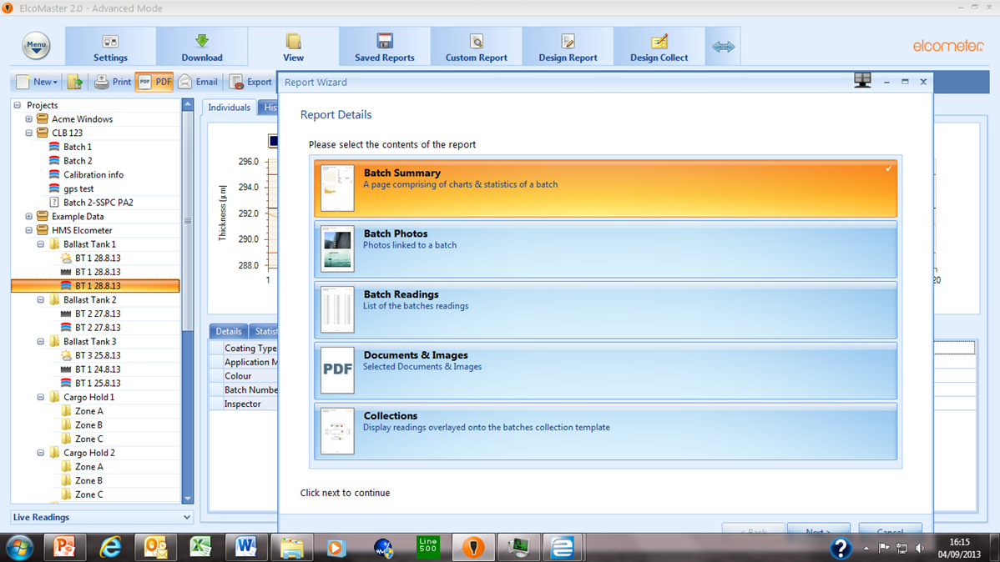 ElcoMaster 2.0 - Advanced Mode
Menu
Settings
Download
View
Saved Reports
Custom Report
Design Report
Design Collect
elcometer
New
Print
PDF
PDF
Email
Export
Report Wizard
Projects
Acme Windows
CLB 123
Batch 1
Batch 2
Calibration info
gps test
Batch 2-SSPC PA2
Example Data
HMS Elcometer
Ballast Tank 1
BT 1 28.8.13
BT 1 28.8.13
BT 1 28.8.13
Ballast Tank 2
BT 2 27.8.13
BT 2 27.8.13
Ballast Tank 3
BT 3 25.8.13
BT 1 24.8.13
BT 1 25.8.13
Cargo Hold 1
Zone A
Zone B
Zone C
Cargo Hold 2
Zone A
Zone B
Zone C
Live Readings
Individuals
His
Thickness (µm)
296.0
294.0
292.0
290.0
288.0
1
20
Details
Statis
Coating Type
Application M
Colour
Batch Numbe
Inspector
Report Details
Please select the contents of the report
Batch Summary
A page comprising of charts & statistics of a batch
Batch Photos
Photos linked to a batch
Batch Readings
List of the batches readings
PDF
Documents & Images
Selected Documents & Images
Collections
Display readings overlayed onto the batches collection template
Click next to continue
< Back
Next >
Cancel
Line
500
16:15
04/09/2013